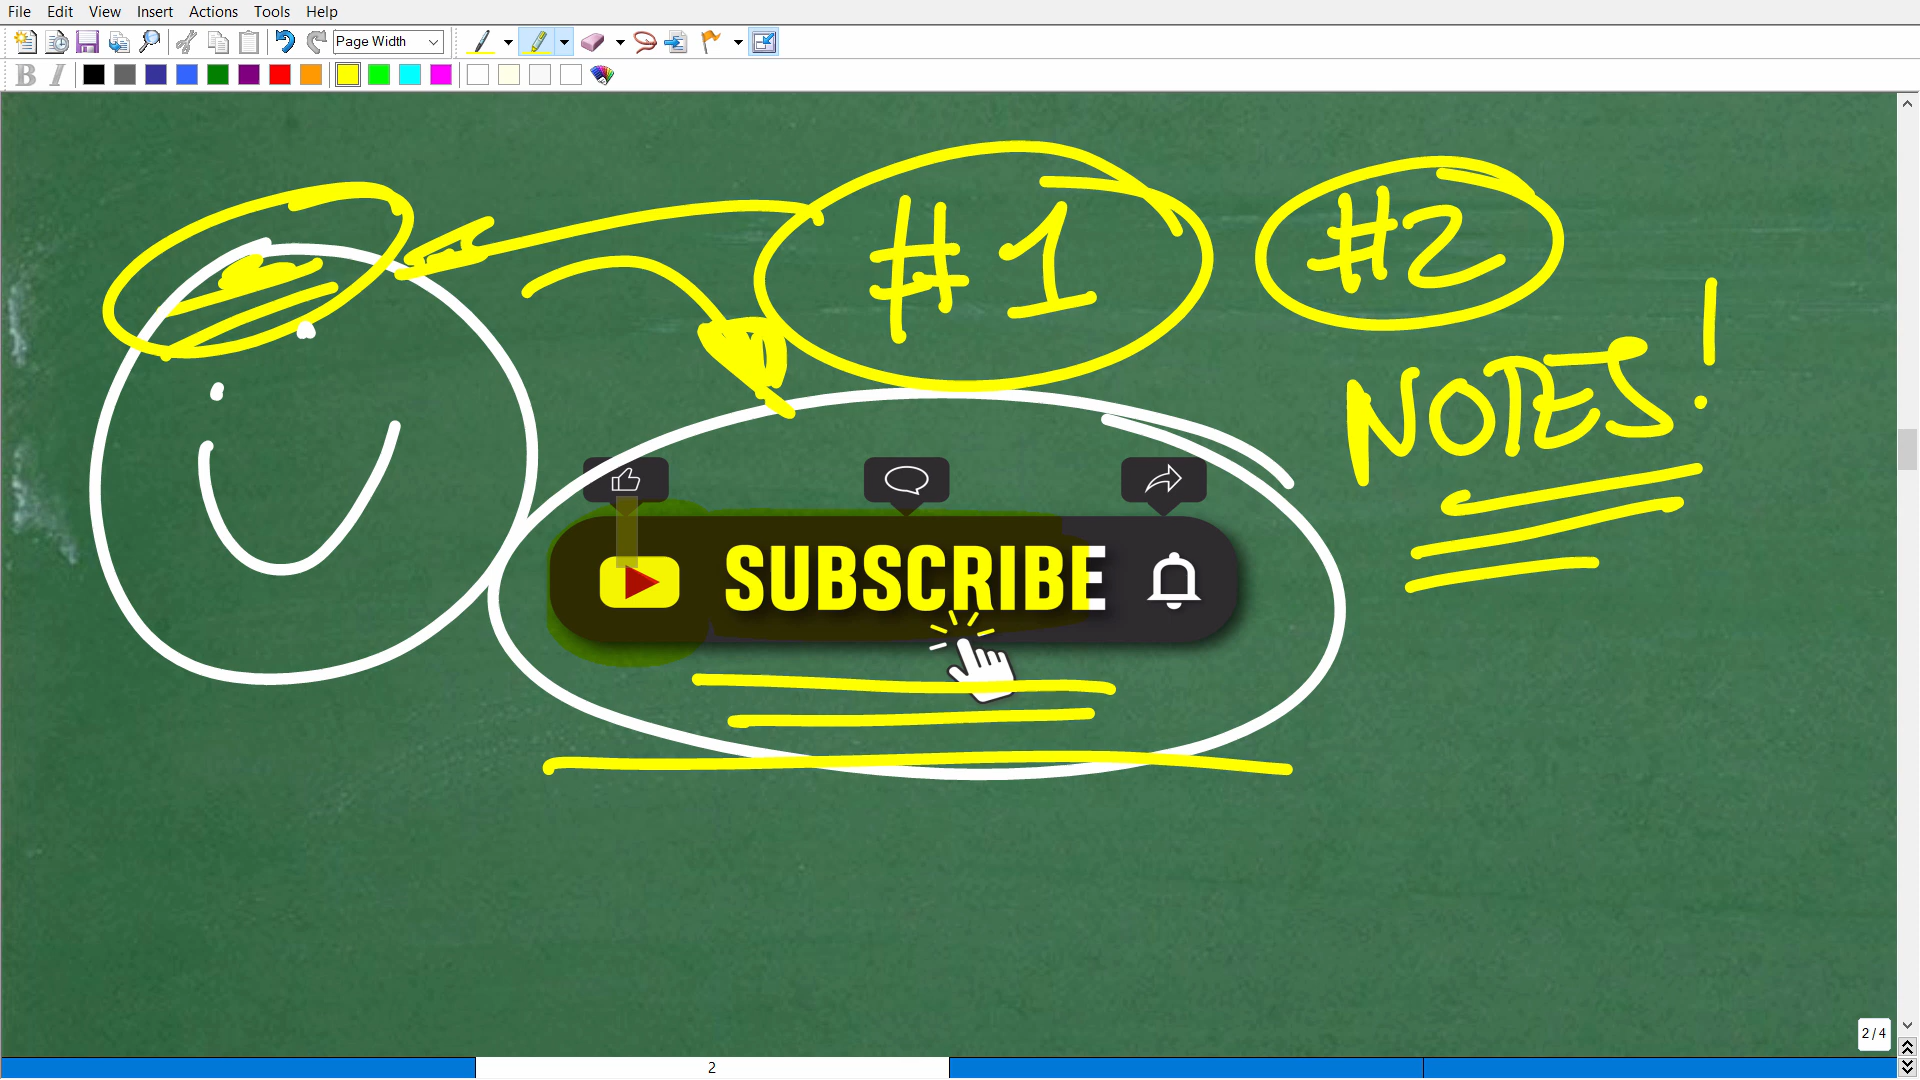 File Edit View Insert Actions Tools Help
Page Width
B I
#1
#2
NOTES!
SUBSCRIBE
2 / 4
2